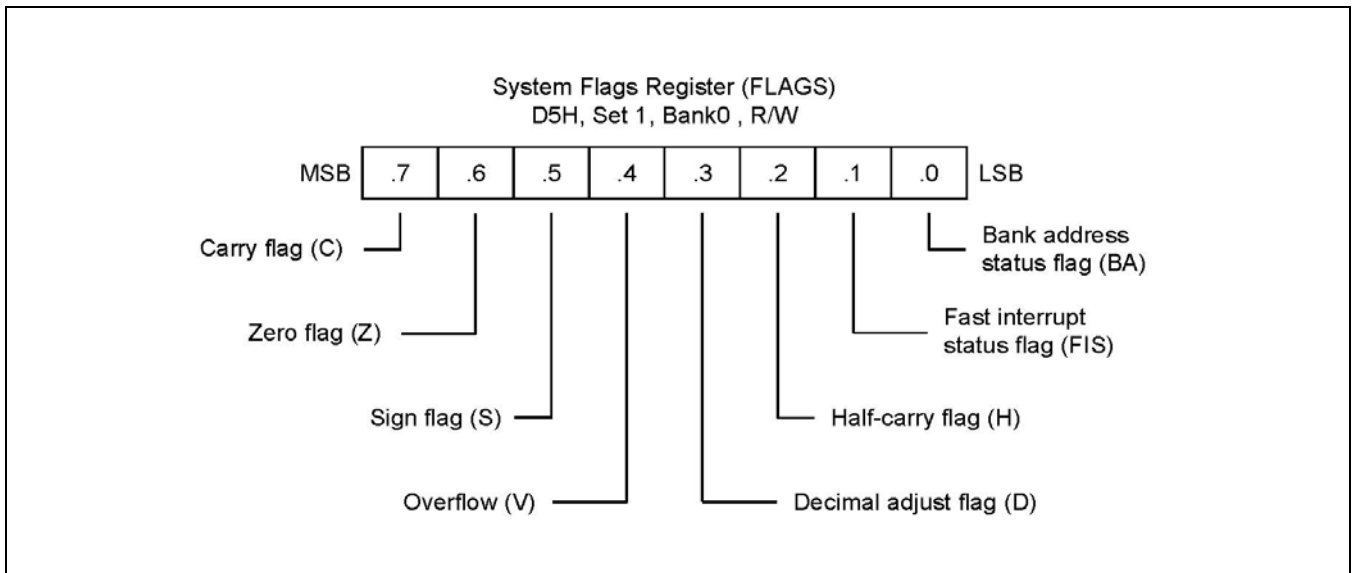 System Flags Register (FLAGS)
D5H, Set 1, Bank0 , R/W
MSB .7 .6 .5 .4 .3 .2 .1 .0 LSB
Carry flag (C)
Bank address
status flag (BA)
Zero flag (Z)
Fast interrupt
status flag (FIS)
Sign flag (S)
Half-carry flag (H)
Overflow (V)
Decimal adjust flag (D)